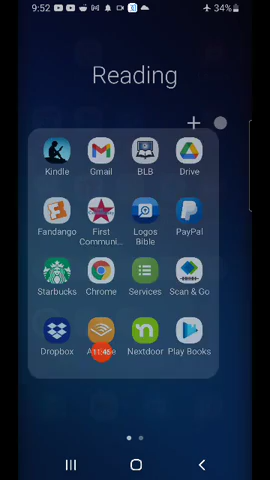 9:52
34%
Reading
Kindle Gmail BLB Drive
Fandango First Communi... Logos Bible PayPal
Starbucks Chrome Services Scan & Go
11:46
Dropbox Nextdoor Play Books